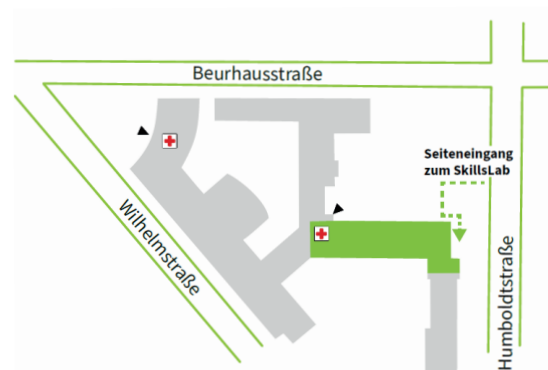 Beurhausstraße
Seiteneingang
zum SkillsLab
Wilhelmstraße
Humboldtstraße